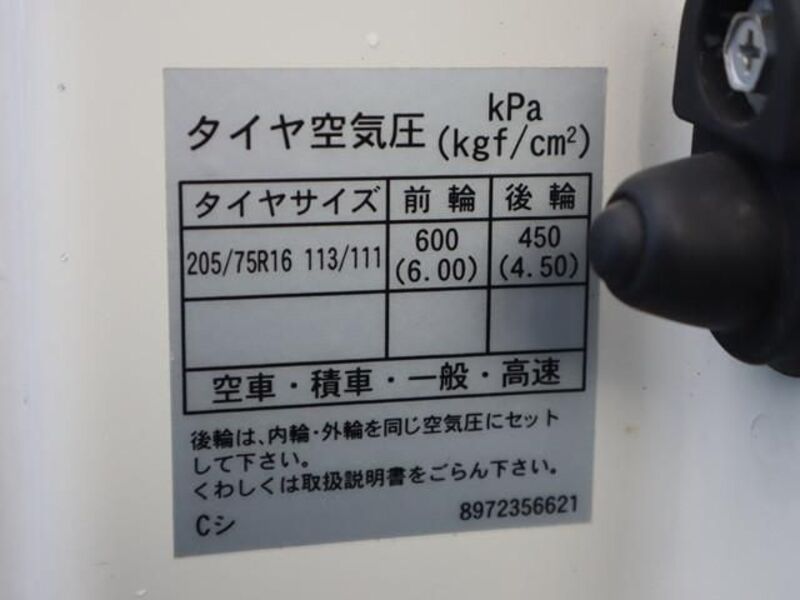 タイヤ空気圧 kPa
(kgf/cm²)
タイヤサイズ 前輪 後輪
205/75R16 113/111 600 450
(6.00) (4.50)
空車・積車・一般・高速
後輪は、内輪・外輪を同じ空気圧にセット
して下さい。
くわしくは取扱説明書をごらん下さい。
Cシ 8972356621